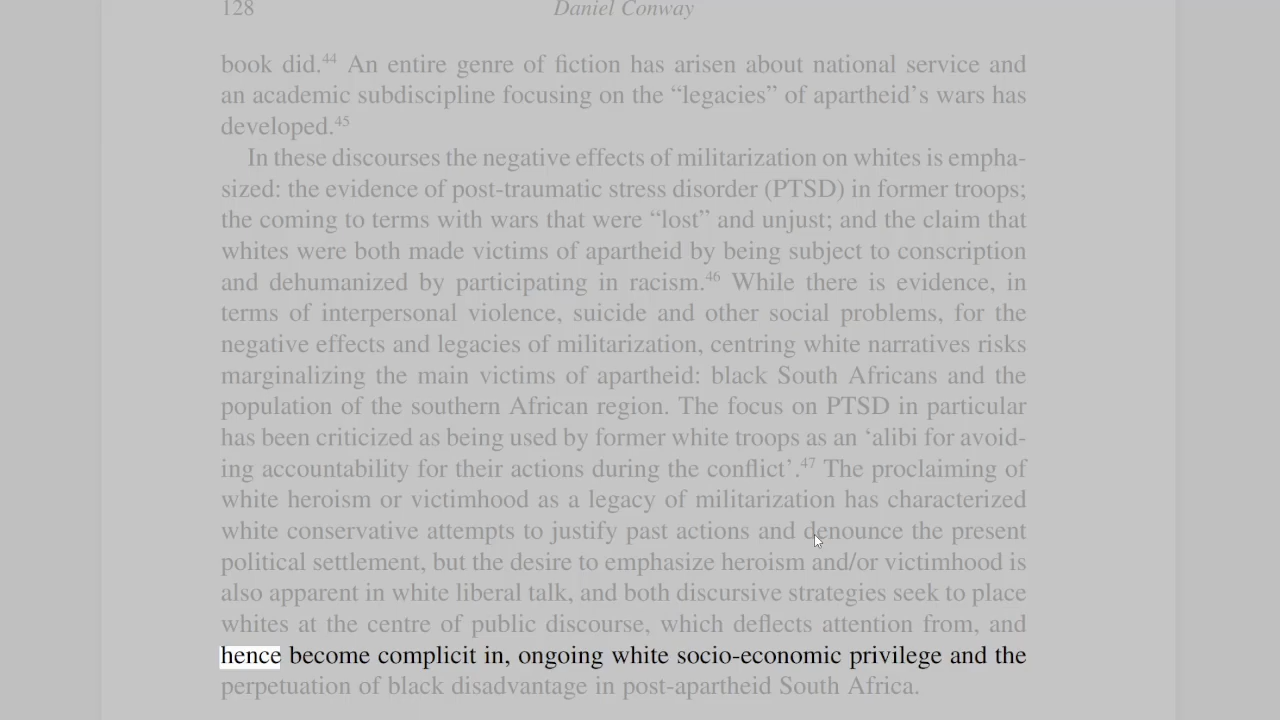 128 Daniel Conway
book did.44 An entire genre of fiction has arisen about national service and
an academic subdiscipline focusing on the “legacies” of apartheid’s wars has
developed.45
In these discourses the negative effects of militarization on whites is empha-
sized: the evidence of post-traumatic stress disorder (PTSD) in former troops;
the coming to terms with wars that were “lost” and unjust; and the claim that
whites were both made victims of apartheid by being subject to conscription
and dehumanized by participating in racism.46 While there is evidence, in
terms of interpersonal violence, suicide and other social problems, for the
negative effects and legacies of militarization, centring white narratives risks
marginalizing the main victims of apartheid: black South Africans and the
population of the southern African region. The focus on PTSD in particular
has been criticized as being used by former white troops as an ‘alibi for avoid-
ing accountability for their actions during the conflict’.47 The proclaiming of
white heroism or victimhood as a legacy of militarization has characterized
white conservative attempts to justify past actions and denounce the present
political settlement, but the desire to emphasize heroism and/or victimhood is
also apparent in white liberal talk, and both discursive strategies seek to place
whites at the centre of public discourse, which deflects attention from, and
hence become complicit in, ongoing white socio-economic privilege and the
perpetuation of black disadvantage in post-apartheid South Africa.